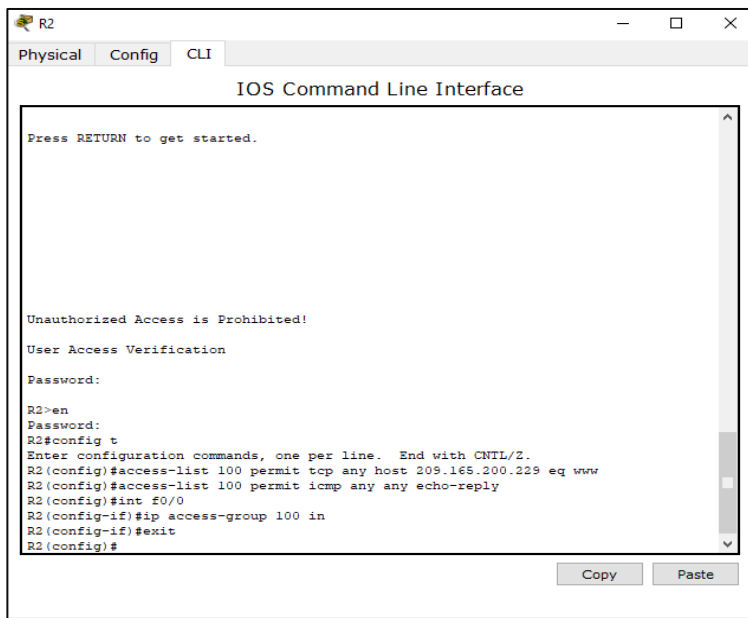 R2
Physical Config CLI
IOS Command Line Interface
Press RETURN to get started.
Unauthorized Access is Prohibited!
User Access Verification
Password:
R2>en
Password:
R2#config t
Enter configuration commands, one per line.  End with CNTL/Z.
R2(config)#access-list 100 permit tcp any host 209.165.200.229 eq www
R2(config)#access-list 100 permit icmp any any echo-reply
R2(config)#int f0/0
R2(config-if)#ip access-group 100 in
R2(config-if)#exit
R2(config)#
Copy Paste